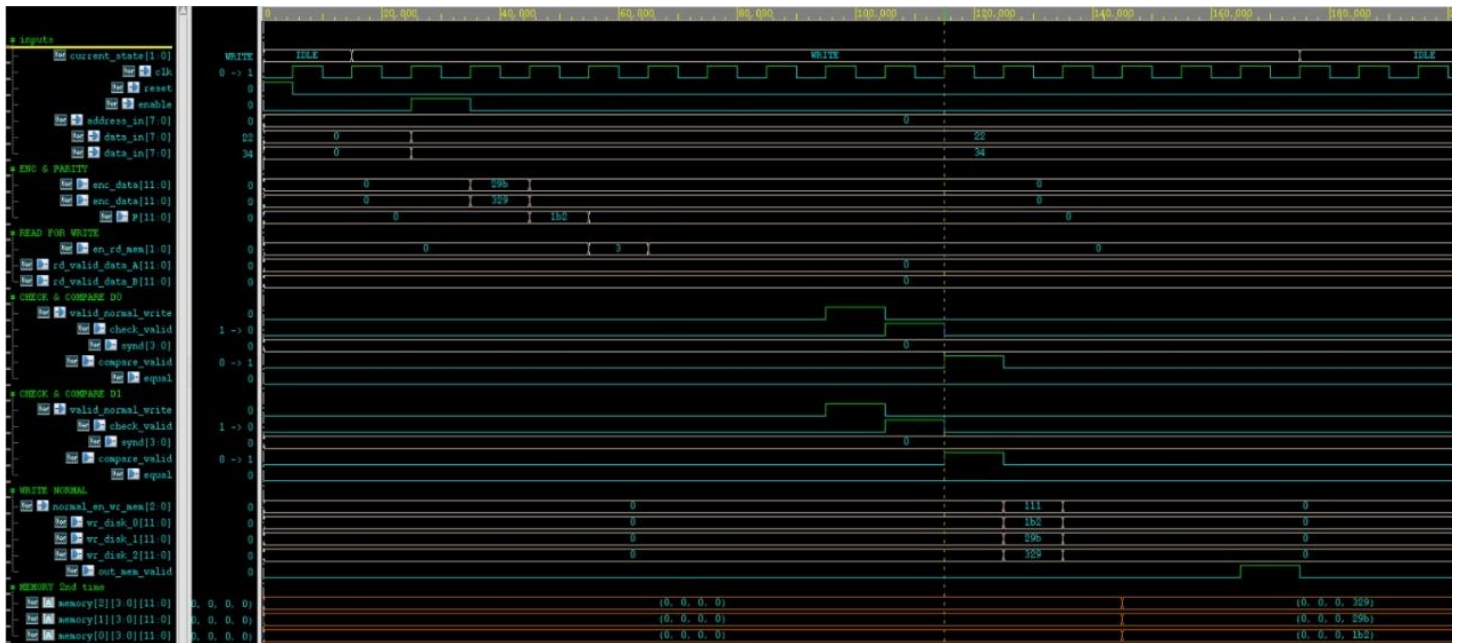 0 20,000 40,000 60,000 80,000 100,000 120,000 140,000 160,000 180,000
inputs
current_state[1:0] WRITE IDLE WRITE IDLE
clk 0 -> 1
reset 0
enable 0
address_in[7:0] 0 0
data_in[7:0] 22 0 22
data_in[7:0] 34 0 34
ENC & PARITY
enc_data[11:0] 0 0 29b 0
enc_data[11:0] 0 0 329 0
P[11:0] 0 0 1b2 0
READ FOR WRITE
en_rd_mem[1:0] 0 0 3 0
rd_valid_data_A[11:0] 0 0
rd_valid_data_B[11:0] 0 0
CHECK & COMPARE D0
valid_normal_write 0
check_valid 1 -> 0
synd[3:0] 0 0
compare_valid 0 -> 1
equal 0
CHECK & COMPARE D1
valid_normal_write 0
check_valid 1 -> 0
synd[3:0] 0 0
compare_valid 0 -> 1
equal 0
WRITE NORMAL
normal_en_wr_mem[2:0] 0 0 111 0
wr_disk_0[11:0] 0 0 1b2 0
wr_disk_1[11:0] 0 0 29b 0
wr_disk_2[11:0] 0 0 329 0
out_mem_valid 0
MEMORY 2nd time
memory[2][3:0][11:0] 0, 0, 0, 0) (0, 0, 0, 0) (0, 0, 0, 329)
memory[1][3:0][11:0] 0, 0, 0, 0) (0, 0, 0, 0) (0, 0, 0, 29b)
memory[0][3:0][11:0] 0, 0, 0, 0) (0, 0, 0, 0) (0, 0, 0, 1b2)